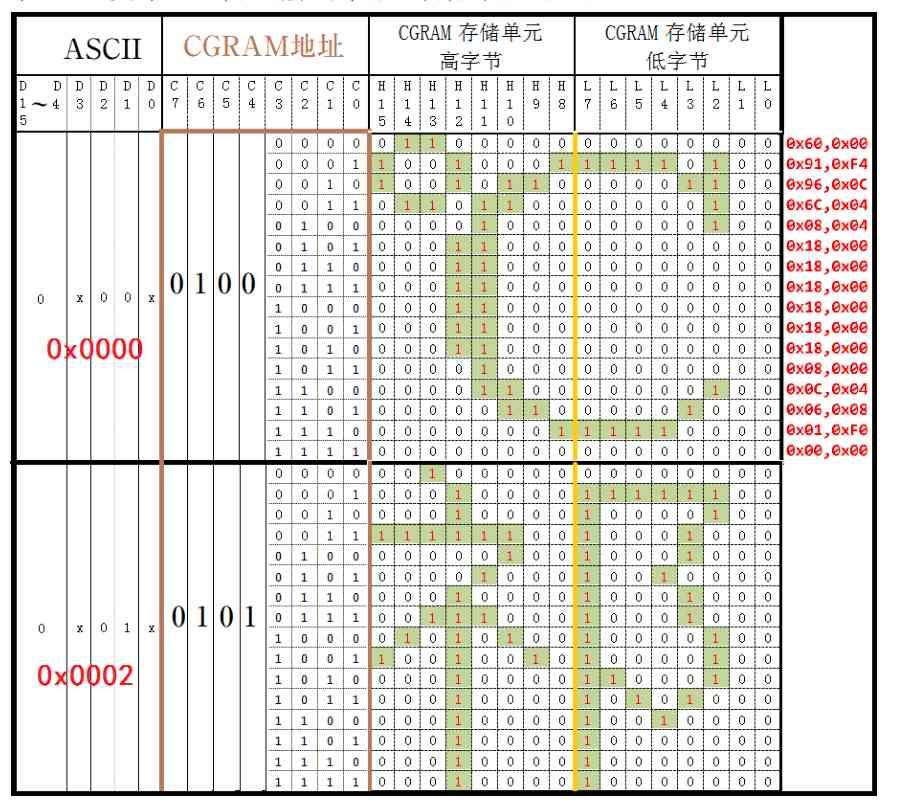 ASCII CGRAM地址 CGRAM 存储单元 高字节 CGRAM 存储单元 低字节
D15~D4 D3 D2 D1 D0 C7 C6 C5 C4 C3 C2 C1 C0 H15 H14 H13 H12 H11 H10 H9 H8 L7 L6 L5 L4 L3 L2 L1 L0
0 0 0 0 0 1 1 0 0 0 0 0 0 0 0 0 0 0 0 0 0x60,0x00
0 0 0 1 1 0 0 1 0 0 0 1 1 1 1 1 0 1 0 0 0x91,0xF4
0 0 1 0 1 0 0 1 0 1 1 0 0 0 0 0 1 1 0 0 0x96,0x0C
0 0 1 1 0 1 1 0 1 1 0 0 0 0 0 0 0 1 0 0 0x6C,0x04
0 1 0 0 0 0 0 0 1 0 0 0 0 0 0 0 0 1 0 0 0x08,0x04
0 1 0 1 0 0 0 1 1 0 0 0 0 0 0 0 0 0 0 0 0x18,0x00
0 1 1 0 0 0 0 1 1 0 0 0 0 0 0 0 0 0 0 0 0x18,0x00
0 x 0 0 x 0100 0 1 1 1 0 0 0 1 1 0 0 0 0 0 0 0 0 0 0 0 0x18,0x00
1 0 0 0 0 0 0 1 1 0 0 0 0 0 0 0 0 0 0 0 0x18,0x00
1 0 0 1 0 0 0 1 1 0 0 0 0 0 0 0 0 0 0 0 0x18,0x00
0x0000 1 0 1 0 0 0 0 1 1 0 0 0 0 0 0 0 0 0 0 0 0x18,0x00
1 0 1 1 0 0 0 0 1 0 0 0 0 0 0 0 0 0 0 0 0x08,0x00
1 1 0 0 0 0 0 0 1 1 0 0 0 0 0 0 0 1 0 0 0x0C,0x04
1 1 0 1 0 0 0 0 0 1 1 0 0 0 0 0 1 0 0 0 0x06,0x08
1 1 1 0 0 0 0 0 0 0 0 1 1 1 1 1 0 0 0 0 0x01,0xF0
1 1 1 1 0 0 0 0 0 0 0 0 0 0 0 0 0 0 0 0 0x00,0x00
0 0 0 0 0 0 1 0 0 0 0 0 0 0 0 0 0 0 0 0
0 0 0 1 0 0 0 1 0 0 0 0 1 1 1 1 1 1 0 0
0 0 1 0 0 0 0 1 0 0 0 0 1 0 0 0 0 1 0 0
0 0 1 1 1 1 1 1 1 1 0 0 1 0 0 0 1 0 0 0
0 1 0 0 0 0 0 0 0 1 0 0 1 0 0 0 1 0 0 0
0 1 0 1 0 0 0 0 1 0 0 0 1 0 0 1 0 0 0 0
0 1 1 0 0 0 0 1 0 0 0 0 1 0 0 0 1 0 0 0
0 x 0 1 x 0101 0 1 1 1 0 0 1 1 1 0 0 0 1 0 0 0 1 0 0 0
1 0 0 0 0 1 0 1 0 1 0 0 1 0 0 0 0 1 0 0
1 0 0 1 1 0 0 1 0 0 1 0 1 0 0 0 0 1 0 0
0x0002 1 0 1 0 0 0 0 1 0 0 0 0 1 1 0 0 0 1 0 0
1 0 1 1 0 0 0 1 0 0 0 0 1 0 1 0 1 0 0 0
1 1 0 0 0 0 0 1 0 0 0 0 1 0 0 1 0 0 0 0
1 1 0 1 0 0 0 1 0 0 0 0 1 0 0 0 0 0 0 0
1 1 1 0 0 0 0 1 0 0 0 0 1 0 0 0 0 0 0 0
1 1 1 1 0 0 0 1 0 0 0 0 1 0 0 0 0 0 0 0